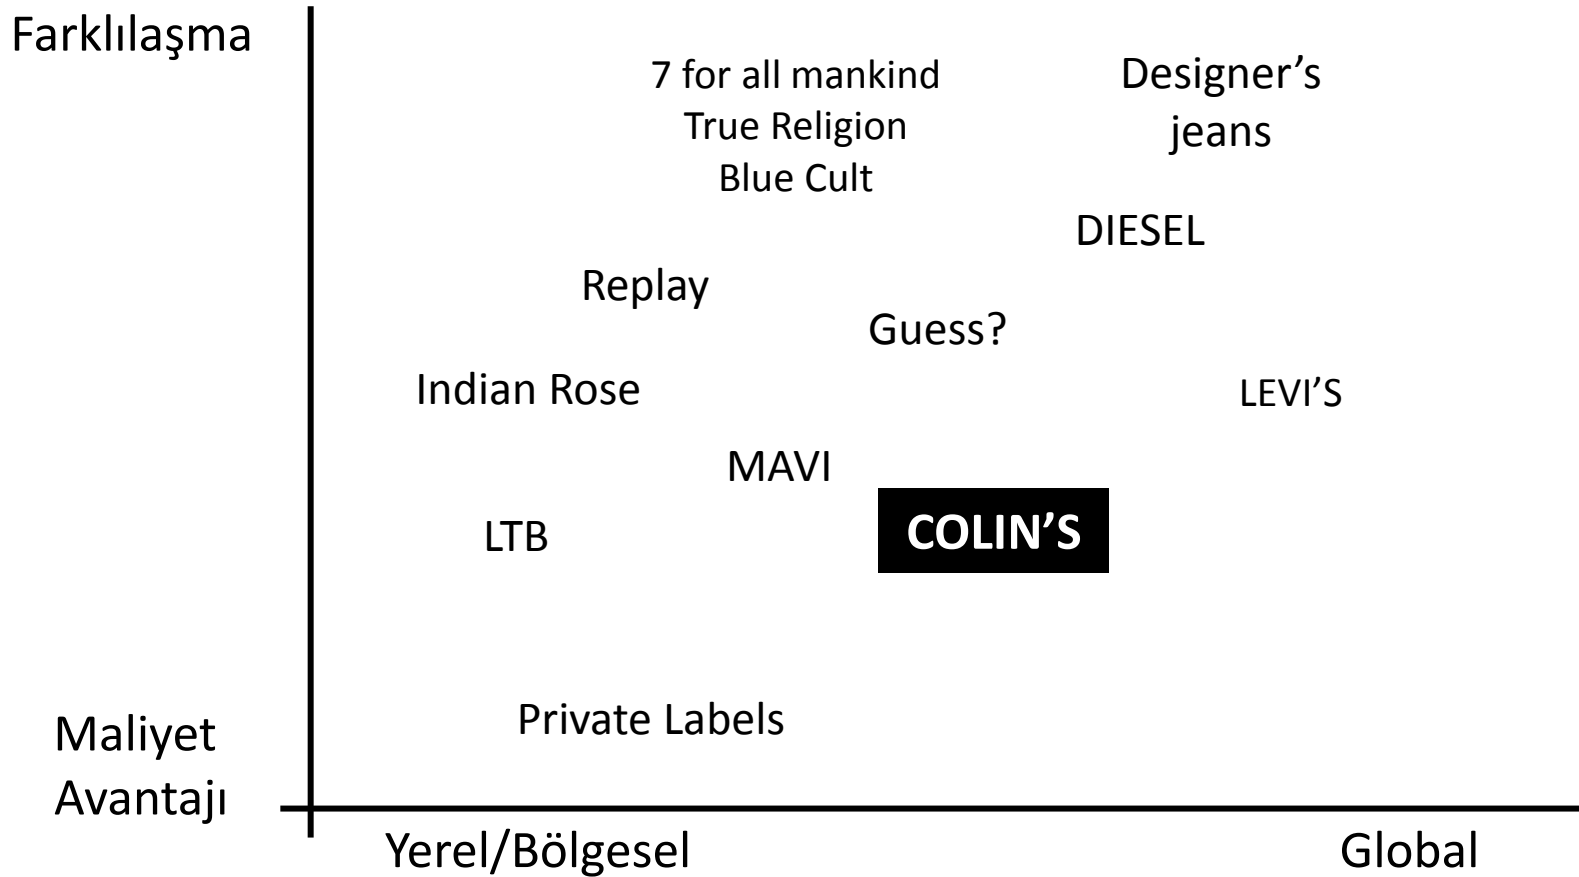 Farklılaşma
7 for all mankind
True Religion
Blue Cult
Designer’s
jeans
DIESEL
Replay
Guess?
Indian Rose
LEVI’S
MAVI
COLIN’S
LTB
Private Labels
Maliyet
Avantajı
Yerel/Bölgesel
Global